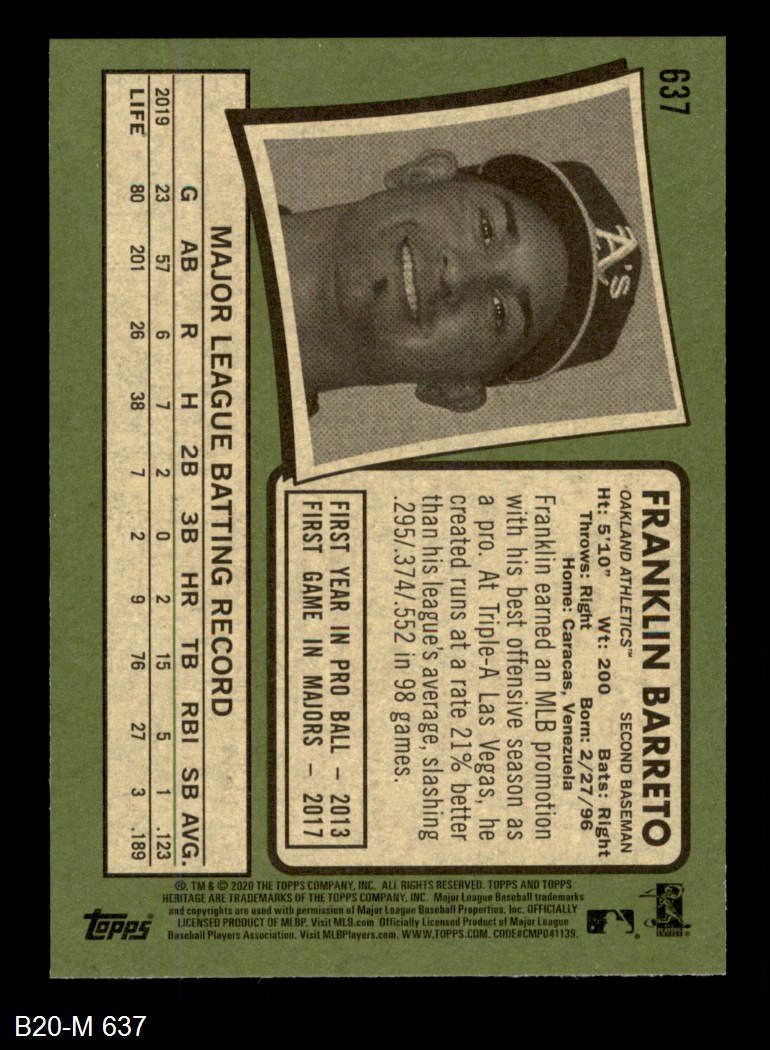 637
A's
FRANKLIN BARRETO
OAKLAND ATHLETICS™ SECOND BASEMAN
Ht: 5'10" Wt: 200 Bats: Right
Throws: Right Born: 2/27/96
Home: Caracas, Venezuela
Franklin earned an MLB promotion
with his best offensive season as
a pro. At Triple-A Las Vegas, he
created runs at a rate 21% better
than his league's average, slashing
.295/.374/.552 in 98 games.
FIRST YEAR IN PRO BALL – 2013
FIRST GAME IN MAJORS – 2017
MAJOR LEAGUE BATTING RECORD
G AB R H 2B 3B HR TB RBI SB AVG.
2019 23 57 6 7 2 0 2 15 5 1 .123
LIFE 80 201 26 38 7 2 9 76 27 3 .189
®, TM & © 2020 THE TOPPS COMPANY, INC. ALL RIGHTS RESERVED. TOPPS AND TOPPS
HERITAGE ARE TRADEMARKS OF THE TOPPS COMPANY, INC. Major League Baseball trademarks
and copyrights are used with permission of Major League Baseball Properties, Inc. OFFICIALLY
LICENSED PRODUCT OF MLBP. Visit MLB.com Officially Licensed Product of Major League
Baseball Players Association. Visit MLBPlayers.com. WWW.TOPPS.COM. CODE#CMP041139.
Topps
B20-M 637